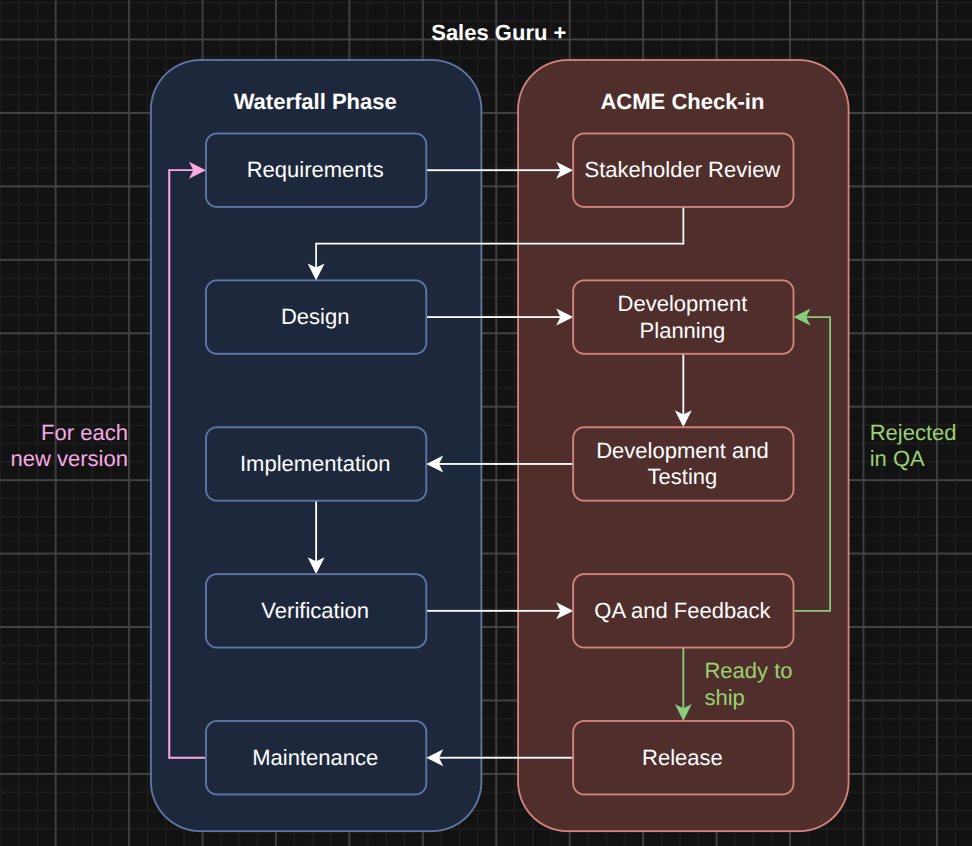 Sales Guru +
Waterfall Phase
ACME Check-in
Requirements
Stakeholder Review
Design
Development
Planning
For each
new version
Implementation
Development and
Testing
Rejected
in QA
Verification
QA and Feedback
Ready to
ship
Maintenance
Release